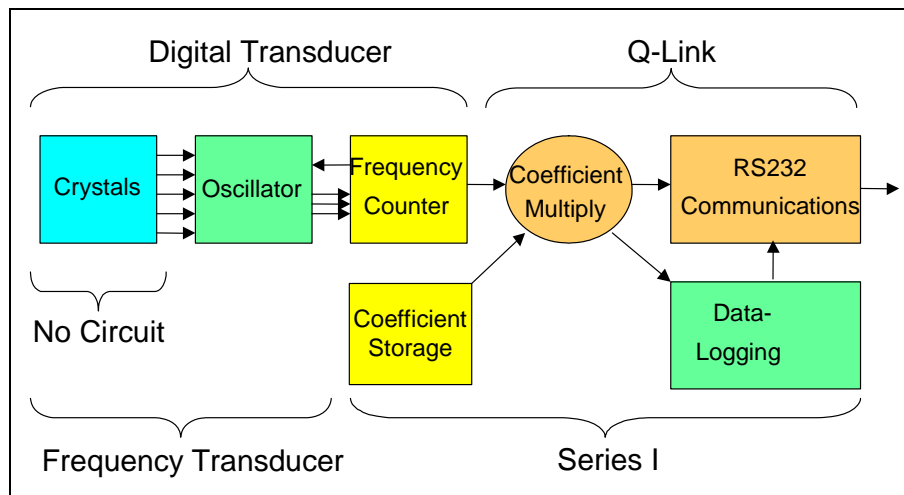 Digital Transducer
Q-Link
Crystals
Oscillator
Frequency
Counter
Coefficient
Multiply
RS232
Communications
No Circuit
Coefficient
Storage
Data-
Logging
Frequency Transducer
Series I